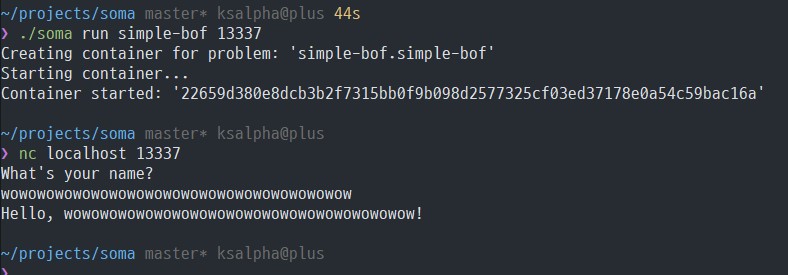 ~/projects/soma master* ksalpha@plus 44s
❯ ./soma run simple-bof 13337
Creating container for problem: 'simple-bof.simple-bof'
Starting container...
Container started: '22659d380e8dcb3b2f7315bb0f9b098d2577325cf03ed37178e0a54c59bac16a'
~/projects/soma master* ksalpha@plus
❯ nc localhost 13337
What's your name?
wowowowowowowowowowowowowowowowowowowow
Hello, wowowowowowowowowowowowowowowowowowowow!
~/projects/soma master* ksalpha@plus
❯